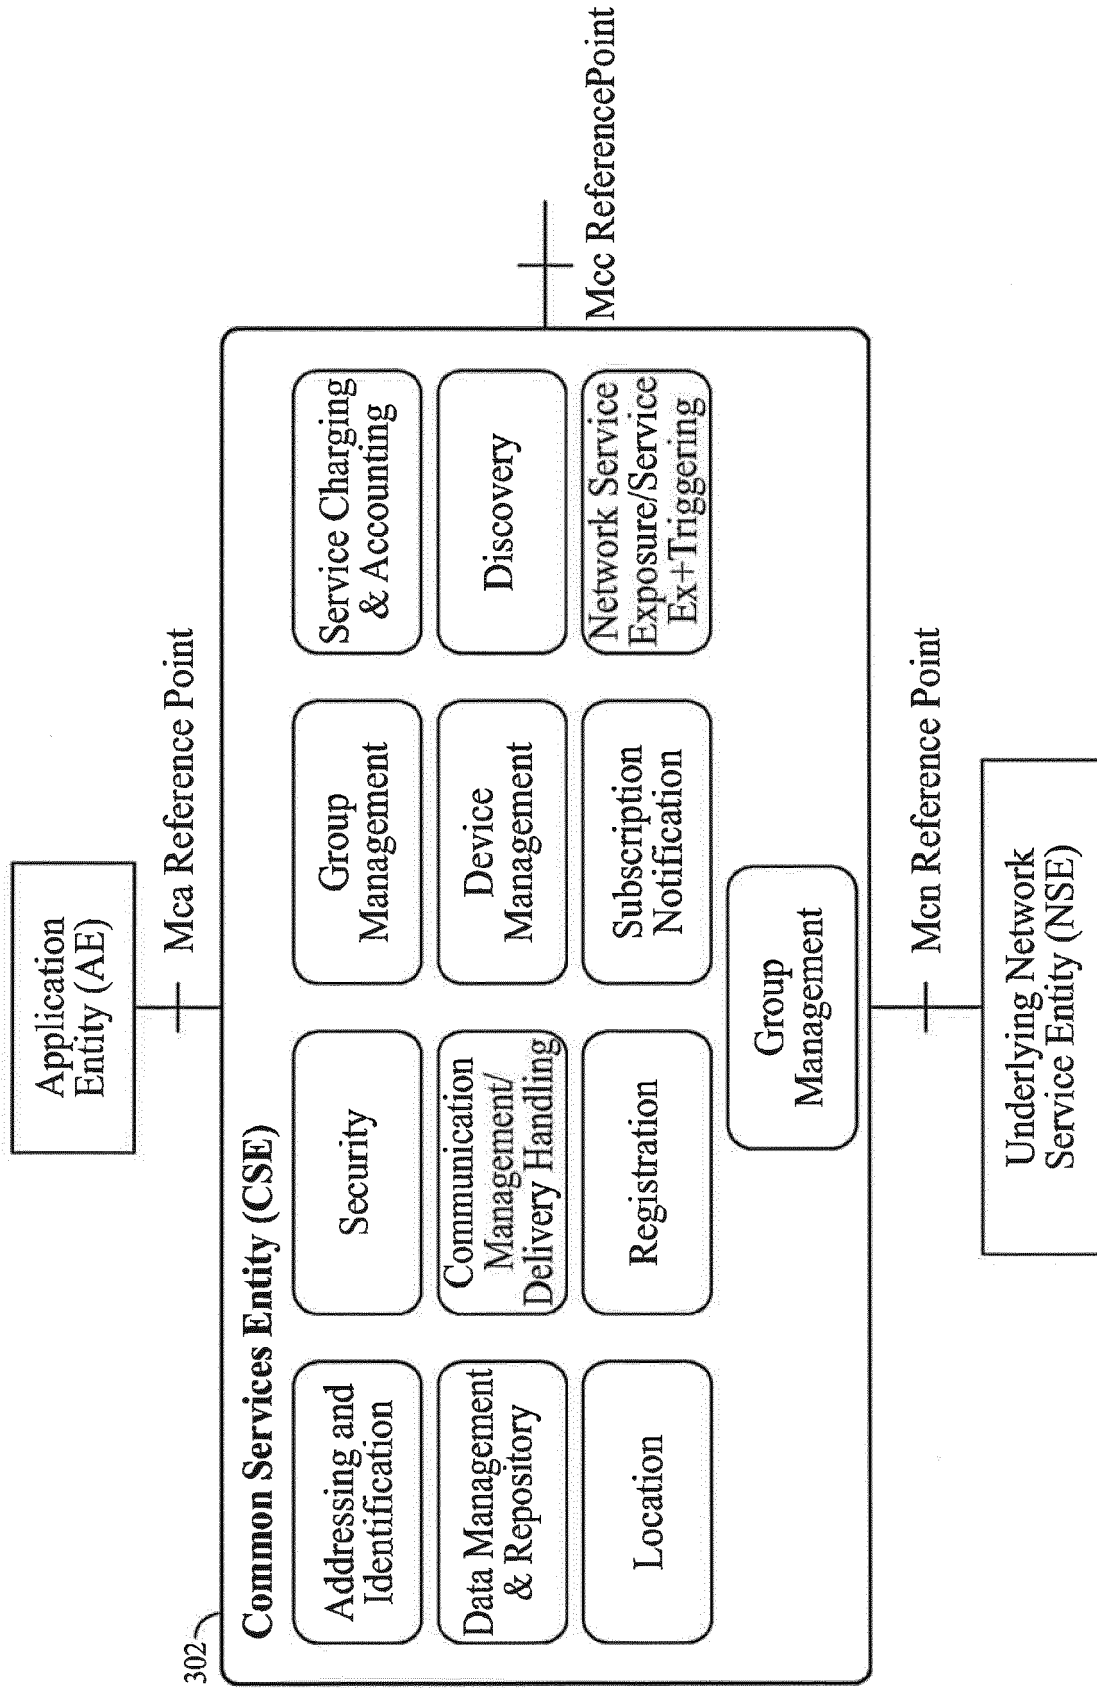 Application
Entity (AE)
Mca Reference Point
302
Common Services Entity (CSE)
Addressing and
Identification
Security
Group
Management
Service Charging
& Accounting
Data Management
& Repository
Communication
Management/
Delivery Handling
Device
Management
Discovery
Location
Registration
Subscription
Notification
Network Service
Exposure/Service
Ex+Triggering
Group
Management
Mcc ReferencePoint
Mcn Reference Point
Underlying Network
Service Entity (NSE)